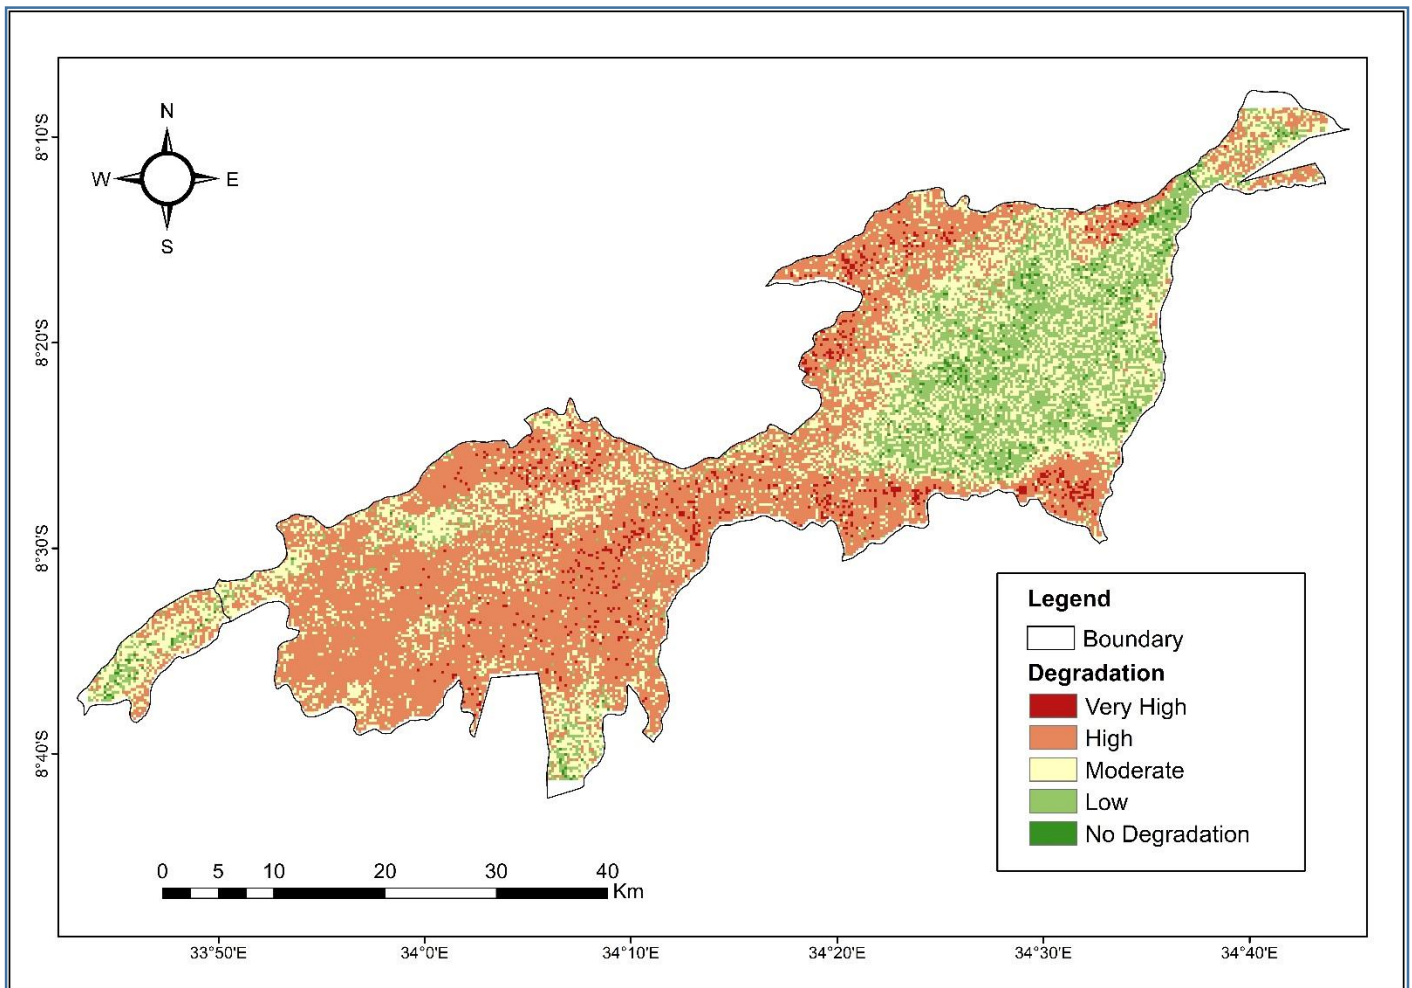 N
W E
S
8°10'S
8°20'S
8°30'S
8°40'S
Legend
Boundary
Degradation
Very High
High
Moderate
Low
No Degradation
0 5 10 20 30 40
Km
33°50'E 34°0'E 34°10'E 34°20'E 34°30'E 34°40'E